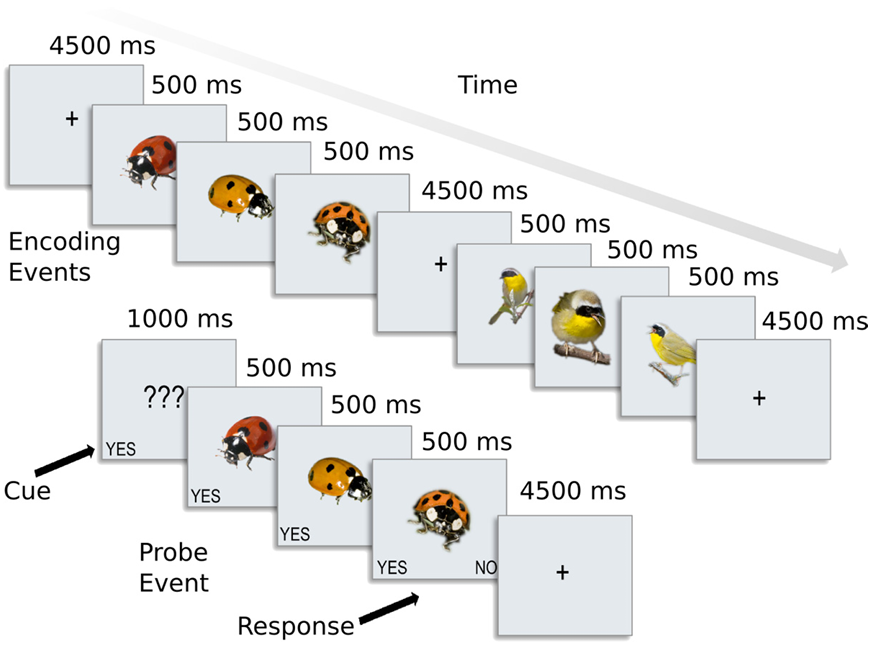 4500 ms
500 ms
Time
500 ms
500 ms
4500 ms
500 ms
500 ms
500 ms
4500 ms
+
+
+
Encoding
Events
1000 ms
500 ms
500 ms
500 ms
4500 ms
???
YES
YES
YES
YES NO
+
Cue
Probe
Event
Response